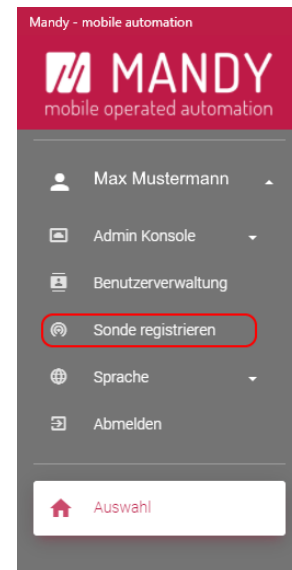 Mandy - mobile automation
MANDY
mobile operated automation
Max Mustermann
Admin Konsole
Benutzerverwaltung
Sonde registrieren
Sprache
Abmelden
Auswahl